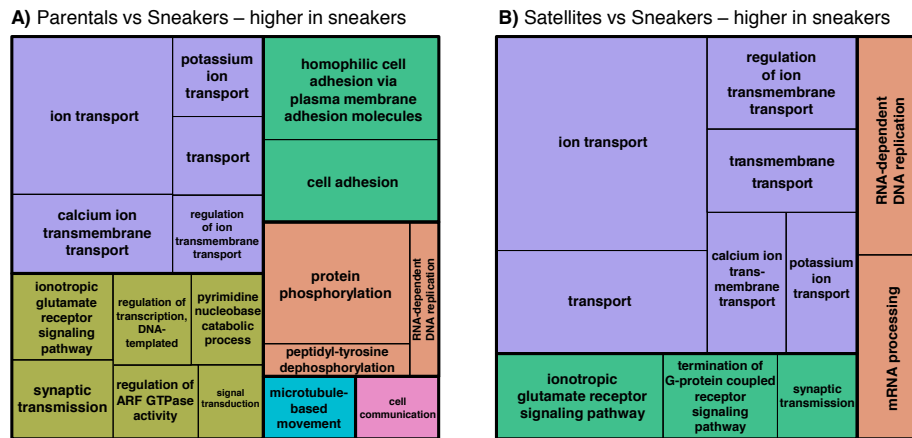 A) Parentals vs Sneakers – higher in sneakers
ion transport
potassium
ion
transport
transport
calcium ion
transmembrane
transport
regulation
of ion
transmembrane
transport
homophilic cell
adhesion via
plasma membrane
adhesion molecules
cell adhesion
protein
phosphorylation
RNA-dependent
DNA replication
peptidyl-tyrosine
dephosphorylation
ionotropic
glutamate
receptor
signaling
pathway
regulation of
transcription,
DNA-
templated
pyrimidine
nucleobase
catabolic
process
synaptic
transmission
regulation of
ARF GTPase
activity
signal
transduction
microtubule-
based
movement
cell
communication
B) Satellites vs Sneakers – higher in sneakers
ion transport
regulation
of ion
transmembrane
transport
transmembrane
transport
transport
calcium ion
trans-
membrane
transport
potassium
ion
transport
RNA-dependent
DNA replication
mRNA processing
ionotropic
glutamate receptor
signaling pathway
termination of
G-protein coupled
receptor
signaling
pathway
synaptic
transmission